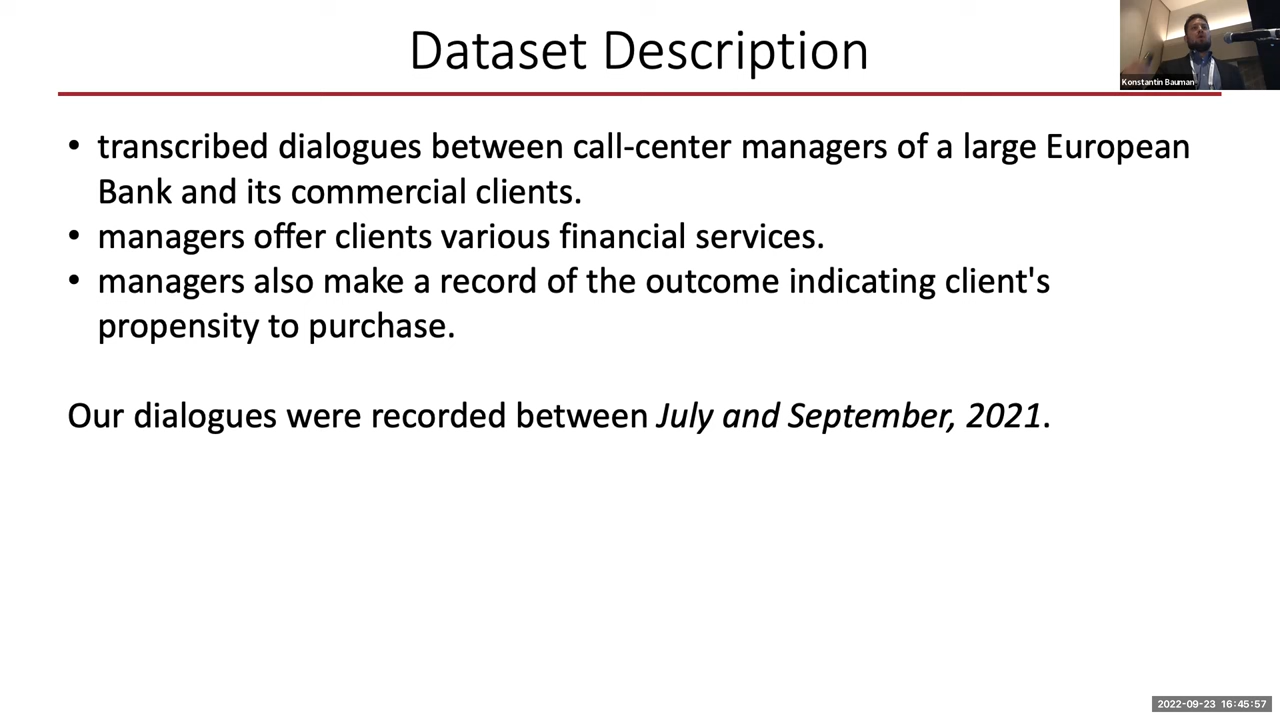 Dataset Description
Konstantin Bauman
• transcribed dialogues between call-center managers of a large European
Bank and its commercial clients.
• managers offer clients various financial services.
• managers also make a record of the outcome indicating client's
propensity to purchase.
Our dialogues were recorded between July and September, 2021.
2022-09-23 16:45:57